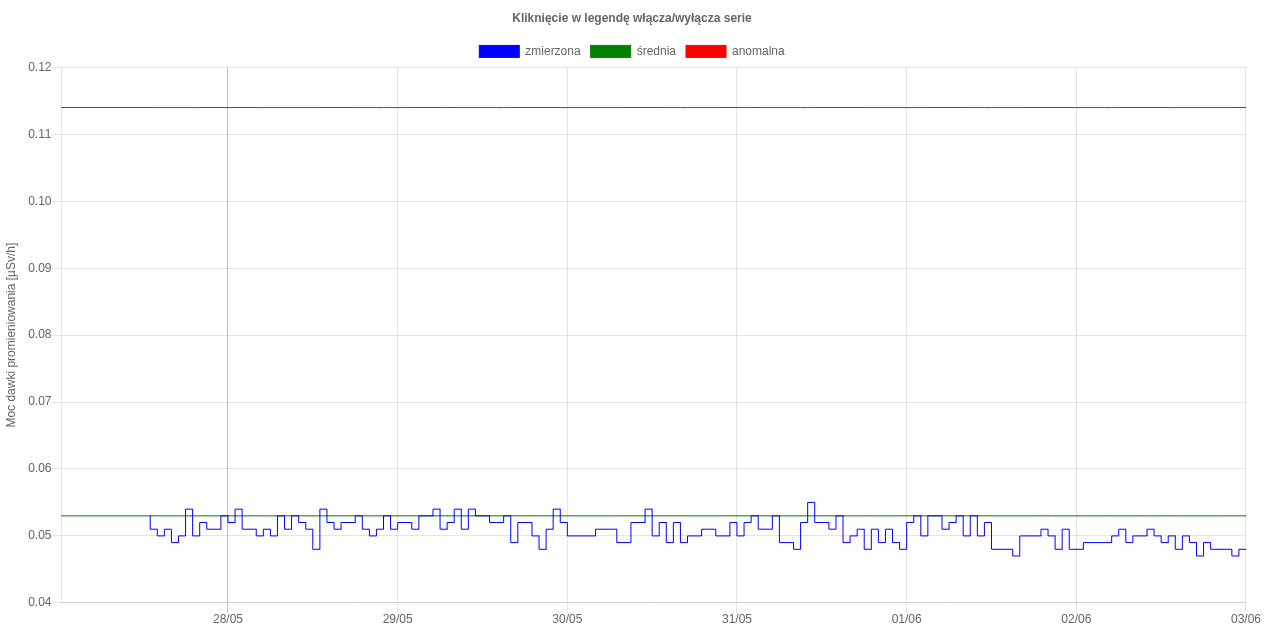 Kliknięcie w legendę włącza/wyłącza serie
zmierzona średnia anomalna
Moc dawki promieniowania [µSv/h]
0.12
0.11
0.10
0.09
0.08
0.07
0.06
0.05
0.04
28/05 29/05 30/05 31/05 01/06 02/06 03/06